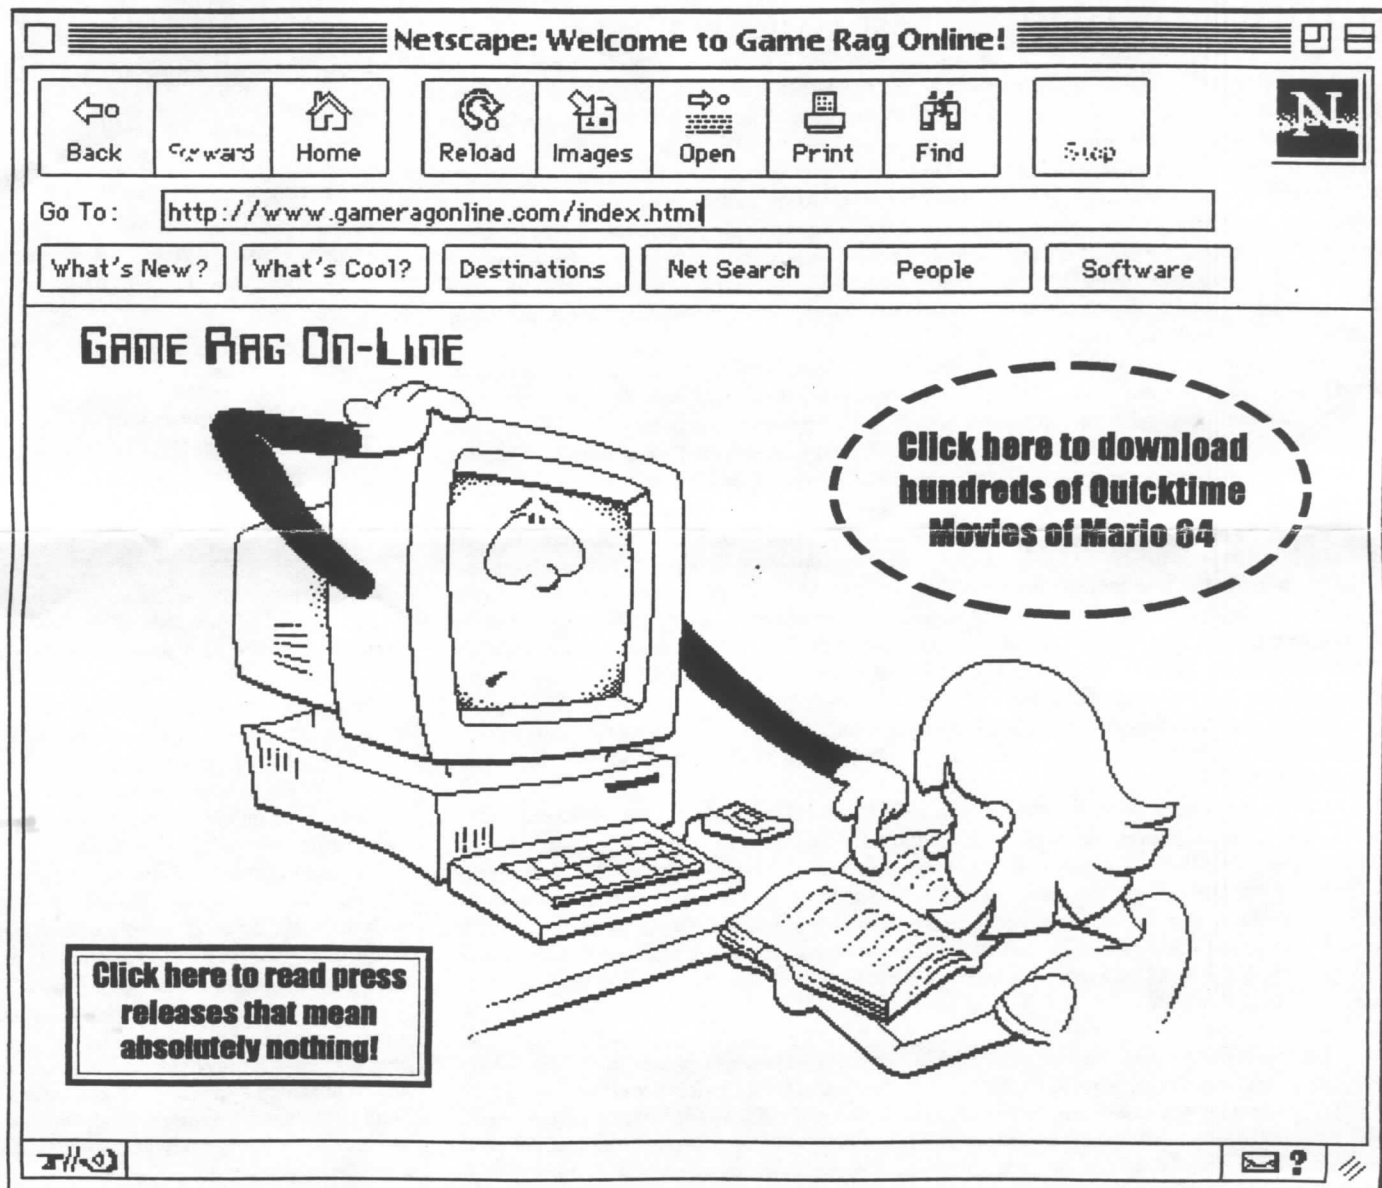 Netscape: Welcome to Game Rag Online!
Back Forward Home Reload Images Open Print Find Stop
N
Go To: http://www.gameragonline.com/index.html
What's New? What's Cool? Destinations Net Search People Software
GAME RAG ON-LINE
Click here to download
hundreds of Quicktime
Movies of Mario 64
Click here to read press
releases that mean
absolutely nothing!
?